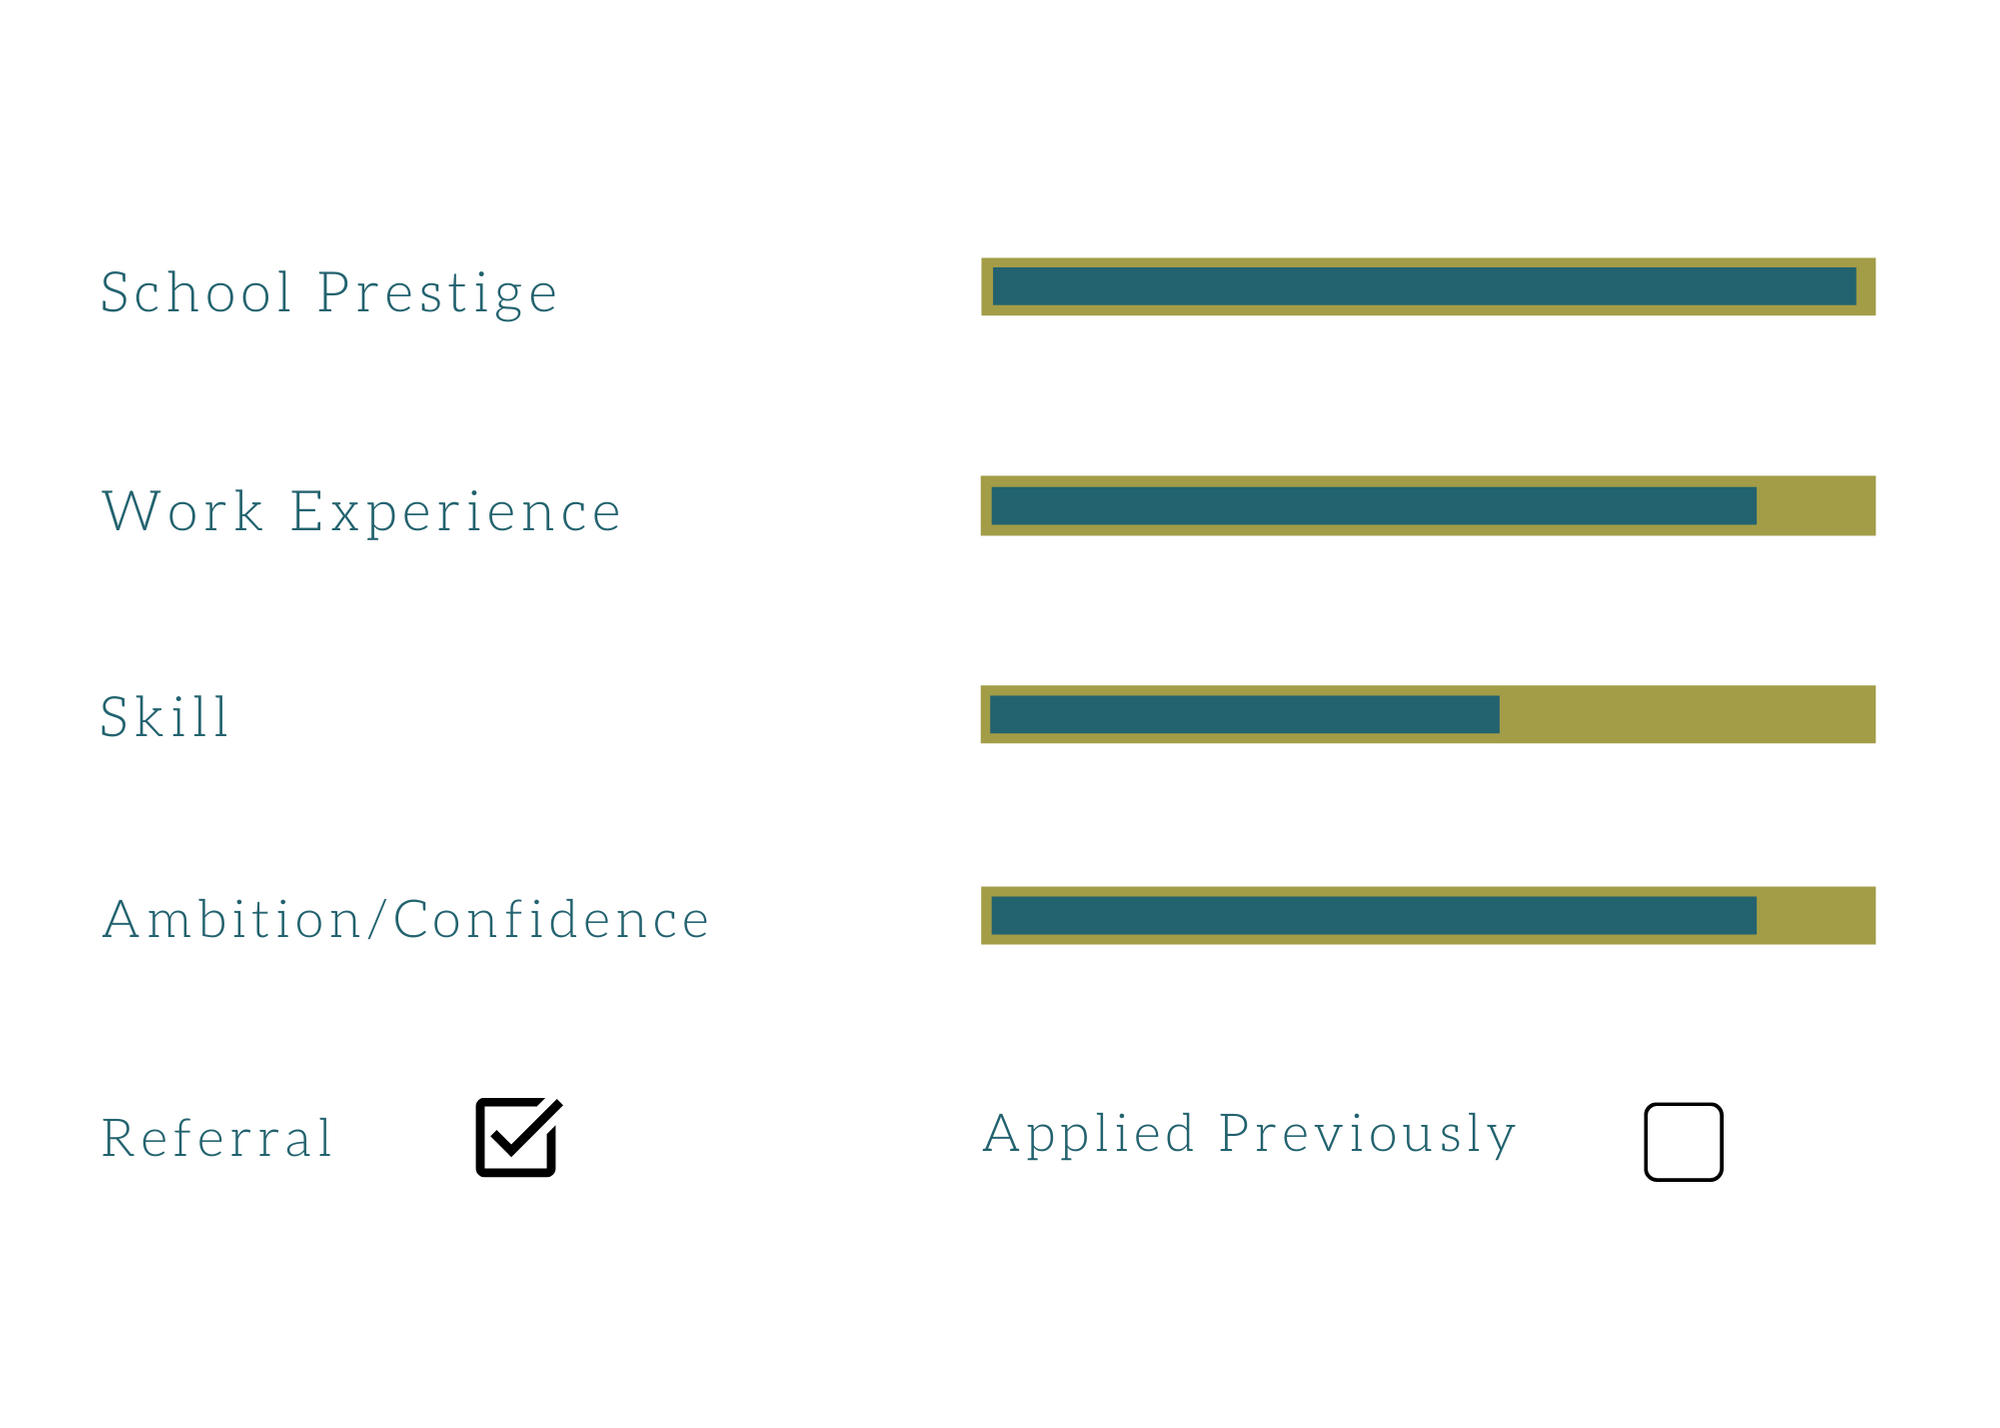 School Prestige
Work Experience
Skill
Ambition/Confidence
Referral
Applied Previously